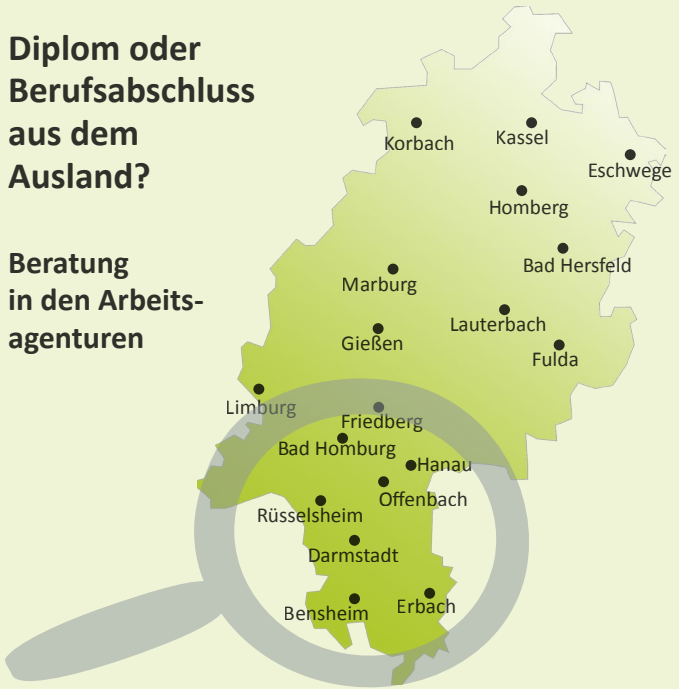 Diplom oder
Berufsabschluss
aus dem
Ausland?
Beratung
in den Arbeits-
agenturen
Korbach
Kassel
Eschwege
Homberg
Bad Hersfeld
Marburg
Lauterbach
Gießen
Fulda
Limburg
Friedberg
Bad Homburg
Hanau
Offenbach
Rüsselsheim
Darmstadt
Bensheim
Erbach